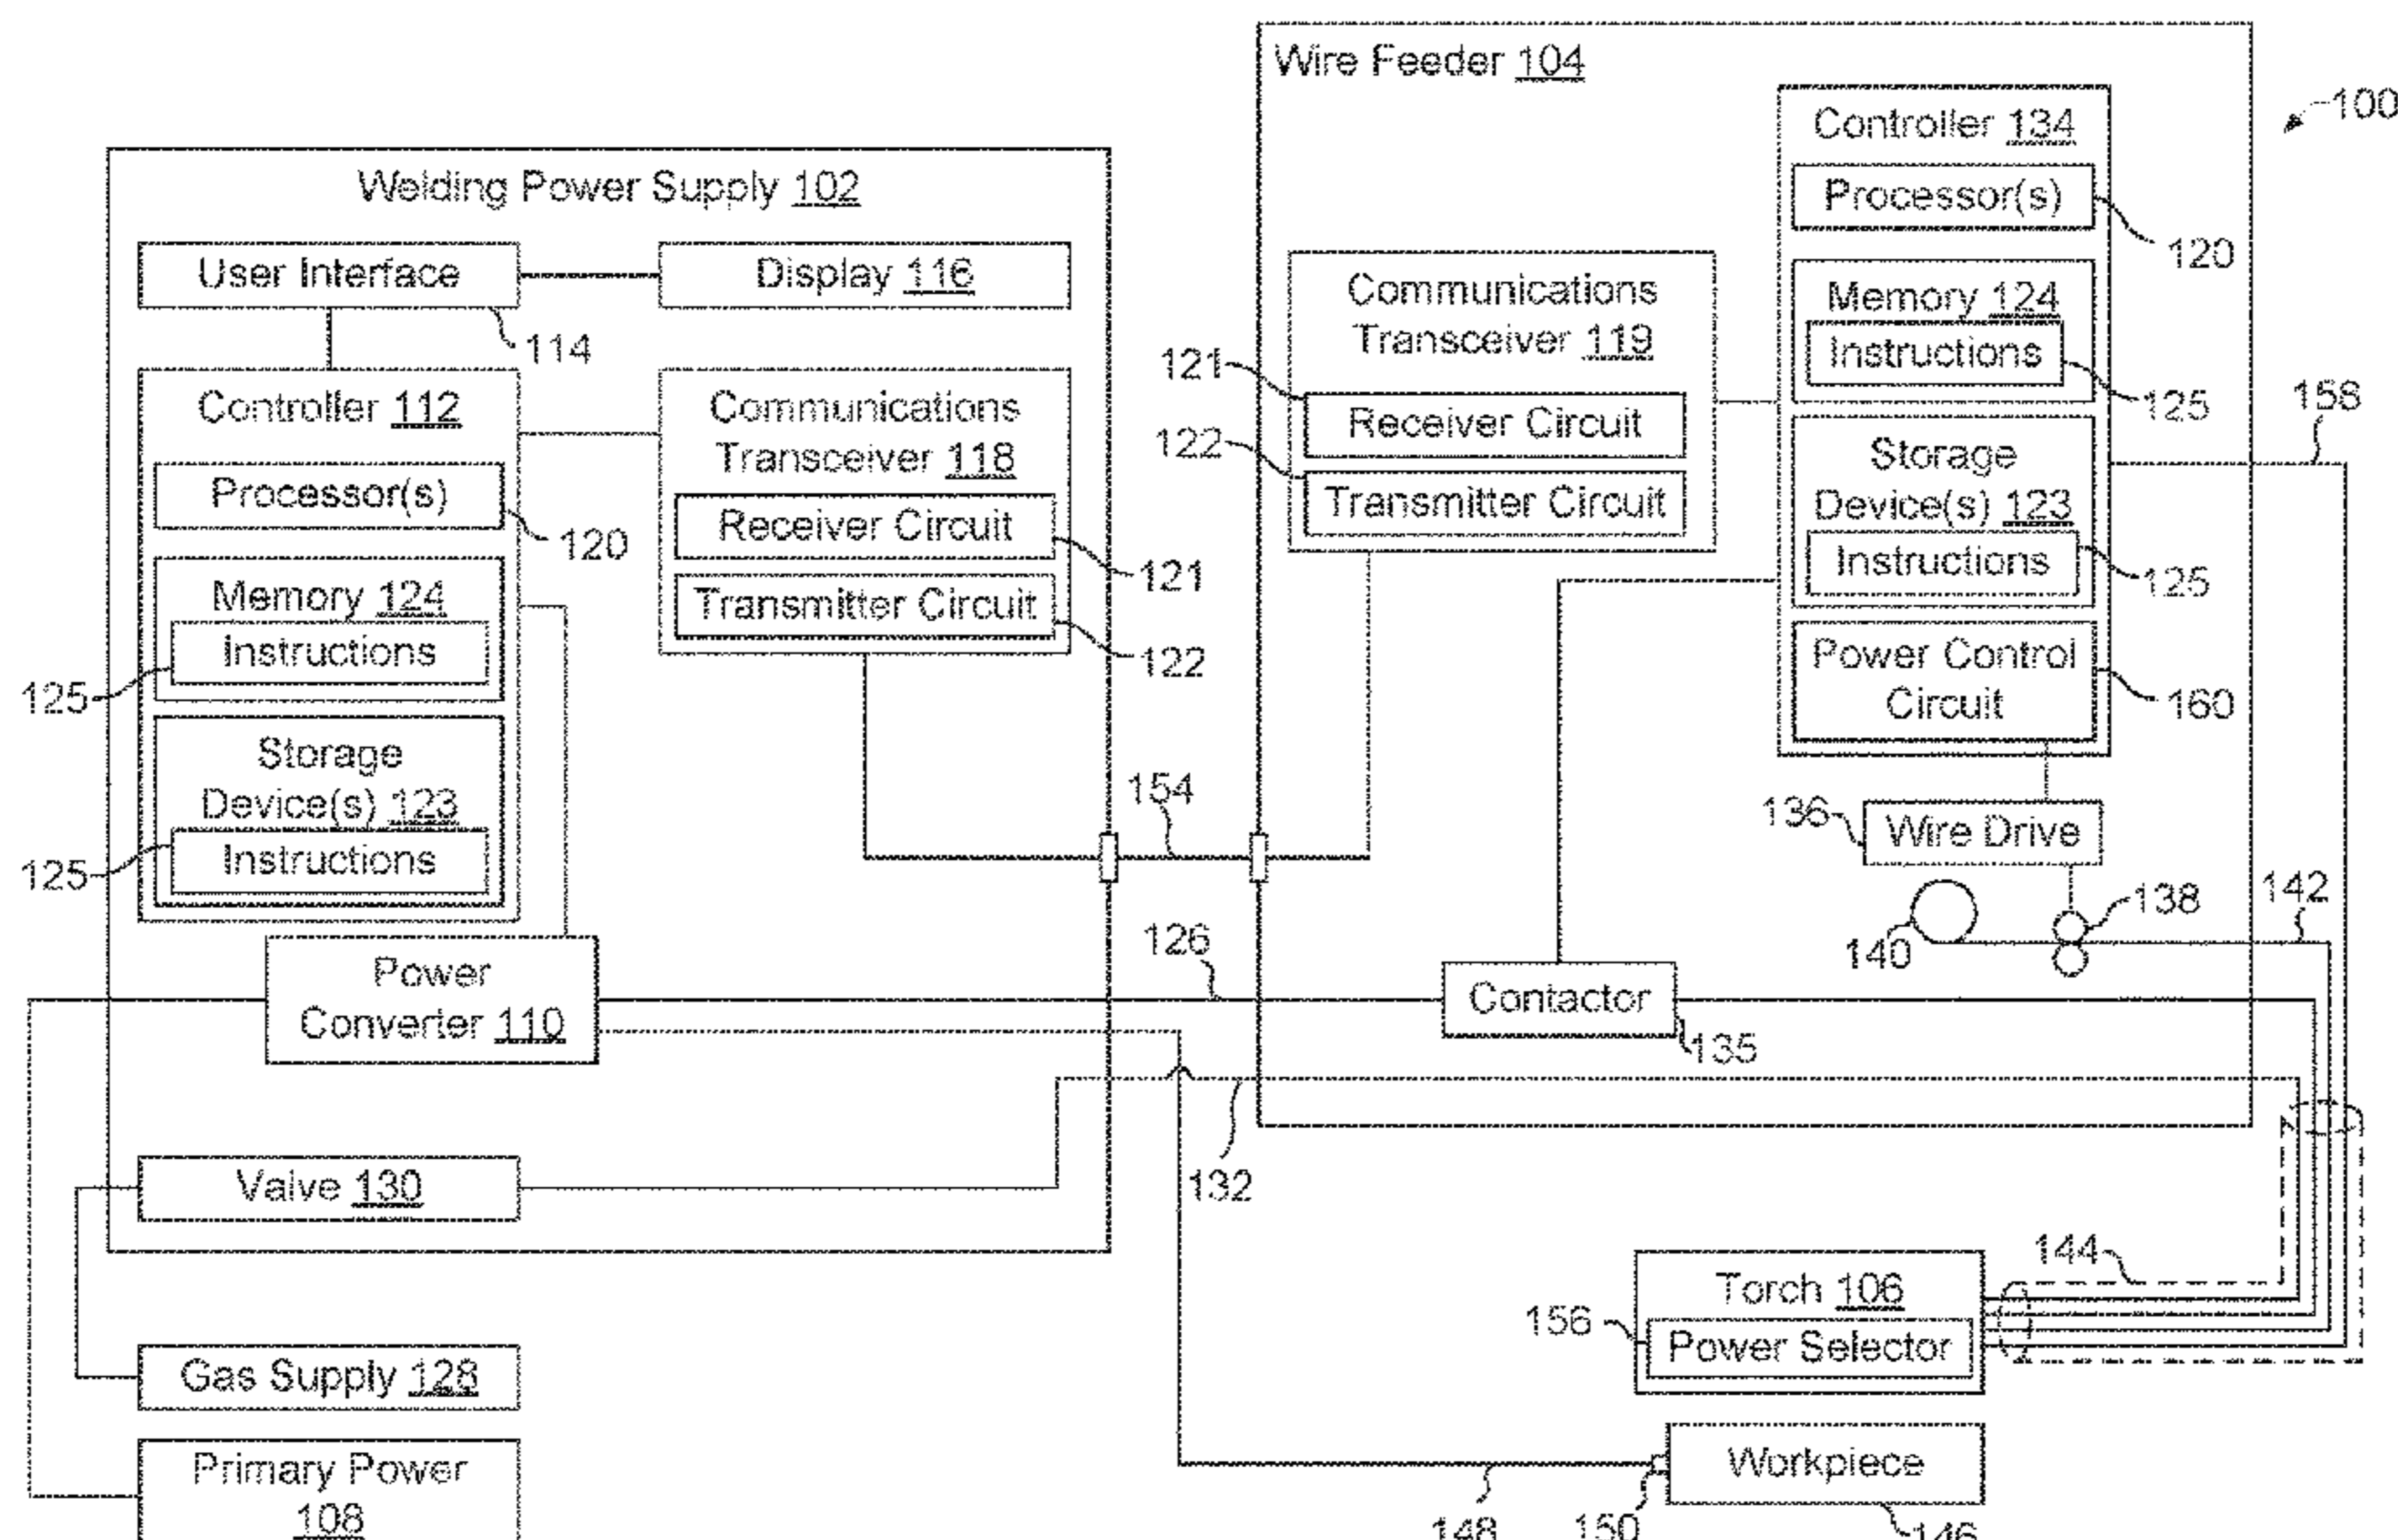 Wire Feeder 104
100
Controller 134
Processor(s)
120
Memory 124
Instructions
125
158
Storage
Device(s) 123
Instructions
125
Power Control
Circuit
160
Communications
Transceiver 119
121
Receiver Circuit
122
Transmitter Circuit
136
Wire Drive
138
140
142
Contactor
135
Welding Power Supply 102
User Interface
114
Display 116
Controller 112
Processor(s)
120
Memory 124
Instructions
125
Storage
Device(s) 123
Instructions
125
Communications
Transceiver 118
Receiver Circuit
121
Transmitter Circuit
122
154
126
Power
Converter 110
132
Valve 130
Gas Supply 128
Primary Power
108
144
Torch 106
156
Power Selector
Workpiece
148
150
146